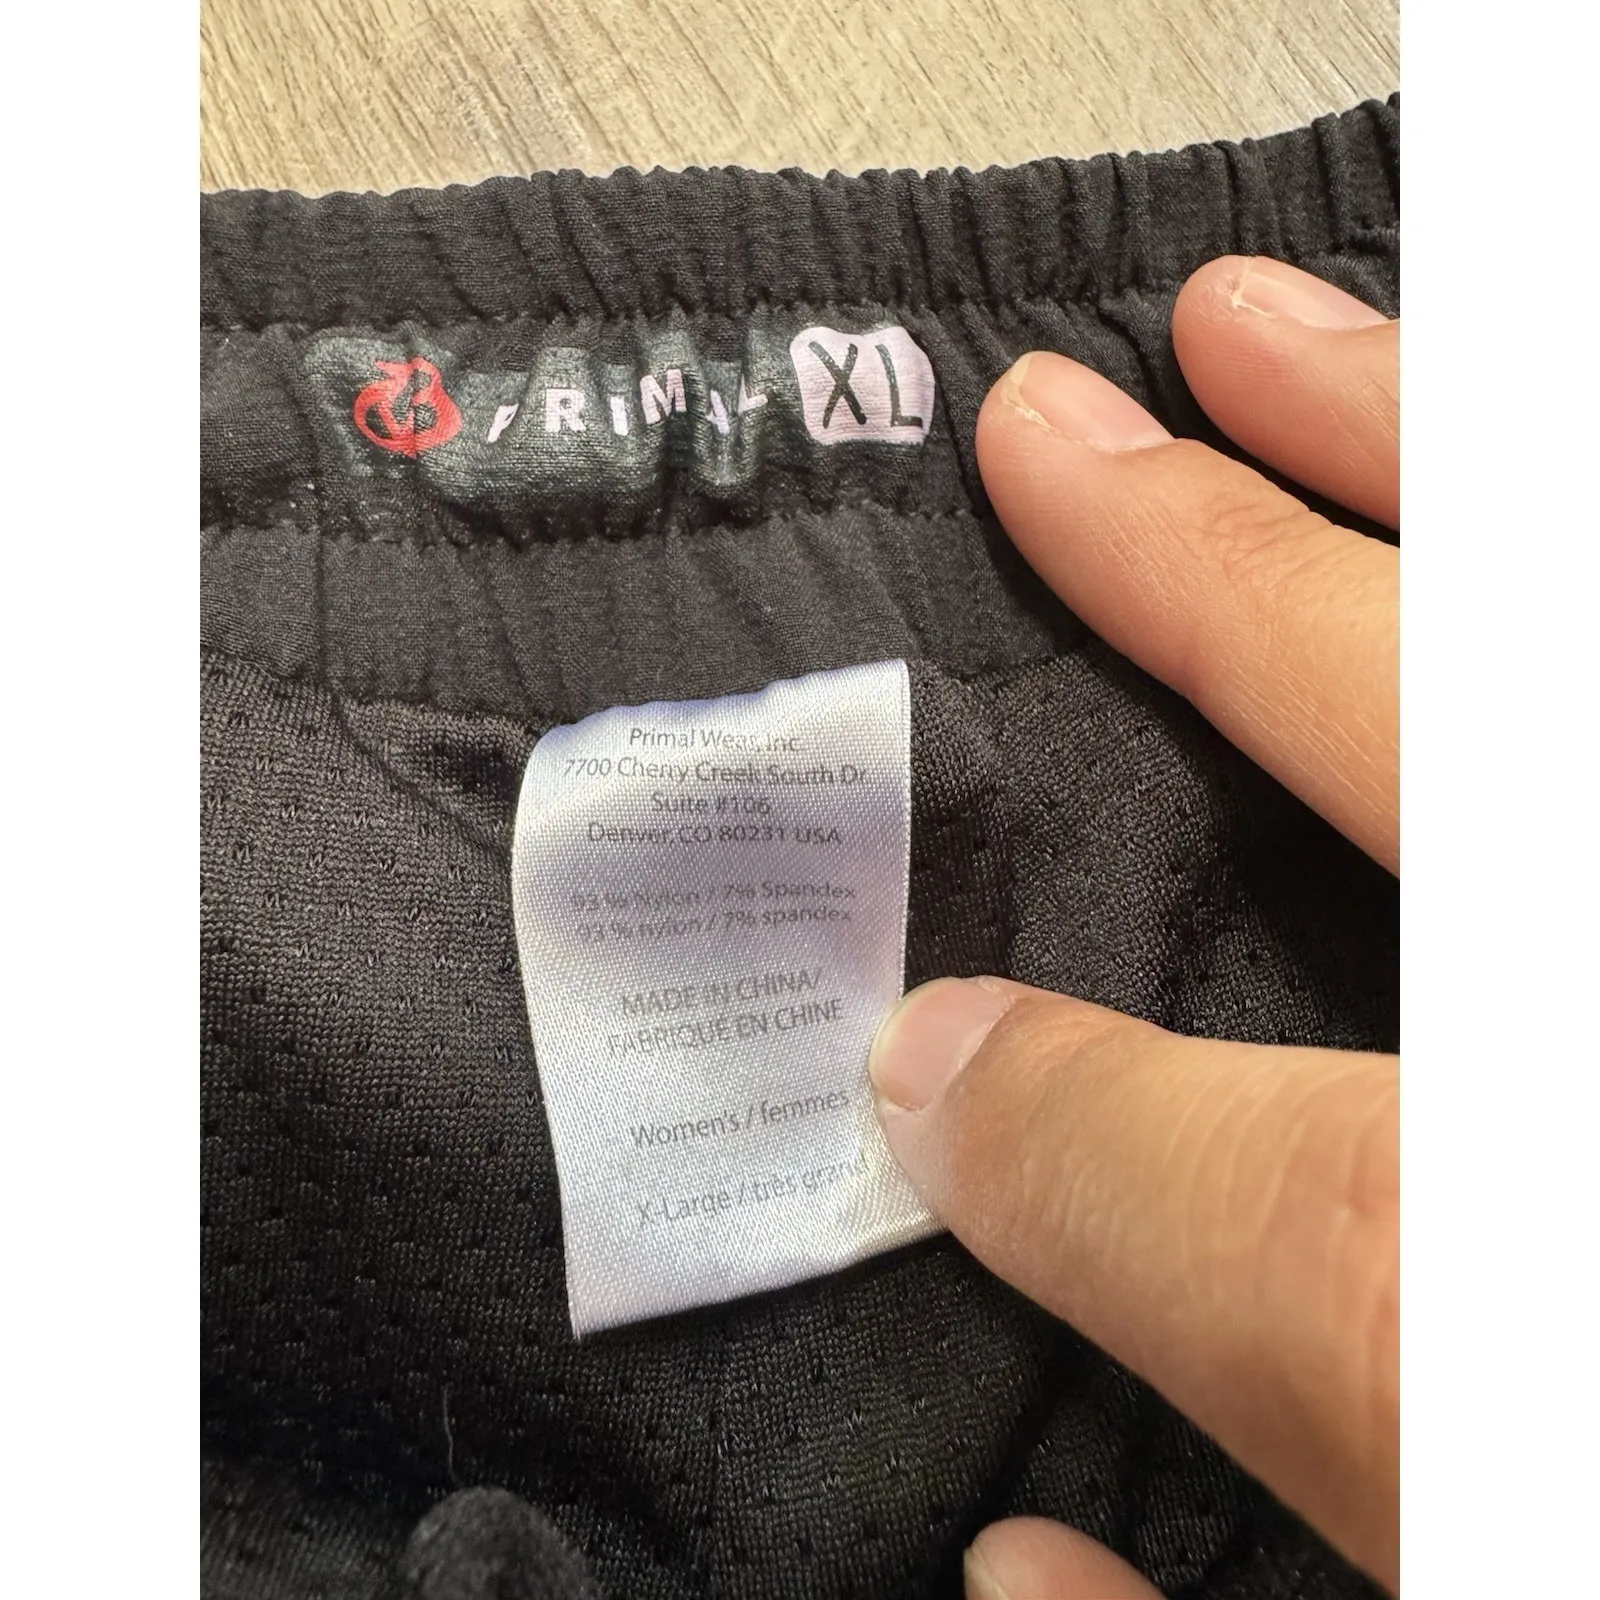 PRIMAL XL
Primal Wear, Inc.
7700 Cherry Creek South Dr.
Suite #106
Denver, CO 80231 USA
93 % Nylon / 7% Spandex
93 % nylon / 7% spandex
MADE IN CHINA/
FABRIQUE EN CHINE
Women's / femmes
X-Large / très grand